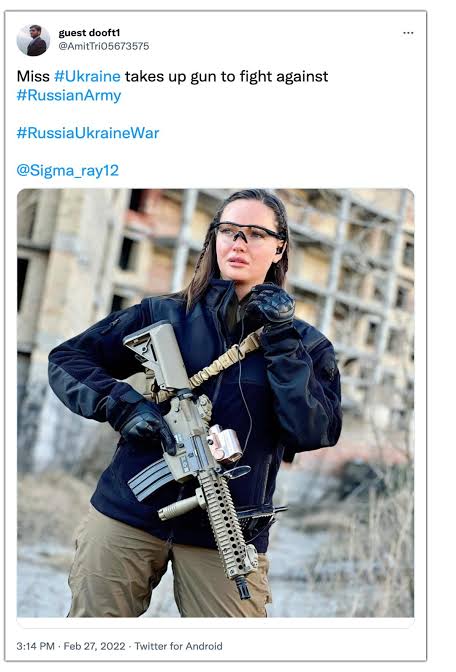 guest dooft1
@AmitTri05673575
Miss #Ukraine takes up gun to fight against
#RussianArmy
#RussiaUkraineWar
@Sigma_ray12
3:14 PM · Feb 27, 2022 · Twitter for Android